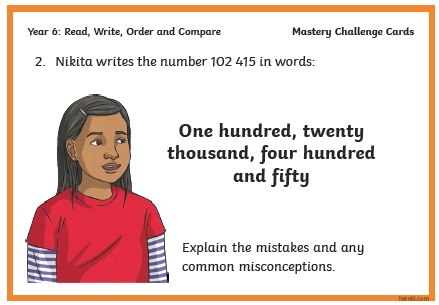 Year 6: Read, Write, Order and Compare
Mastery Challenge Cards
2. Nikita writes the number 102 415 in words:
One hundred, twenty
thousand, four hundred
and fifty
Explain the mistakes and any
common misconceptions.
twinkl.com